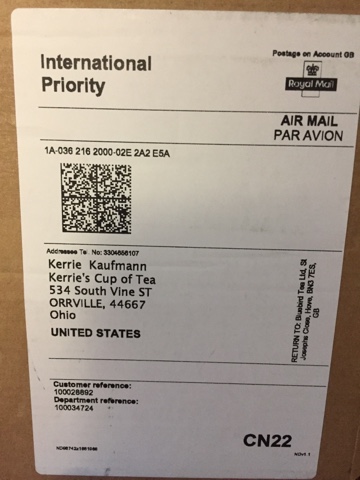 International
Priority
Postage on Account GB
Royal Mail
AIR MAIL
PAR AVION
1A-036 216 2000-02E 2A2 E5A
Addressee Tel No: 3304656107
Kerrie Kaufmann
Kerrie's Cup of Tea
534 South Vine ST
ORRVILLE, 44667
Ohio
UNITED STATES
RETURN TO: Bluebird Tea Ltd, St
Josephs Close, Hove, BN3 7ES,
GB
Customer reference:
100028892
Department reference:
100034724
CN22